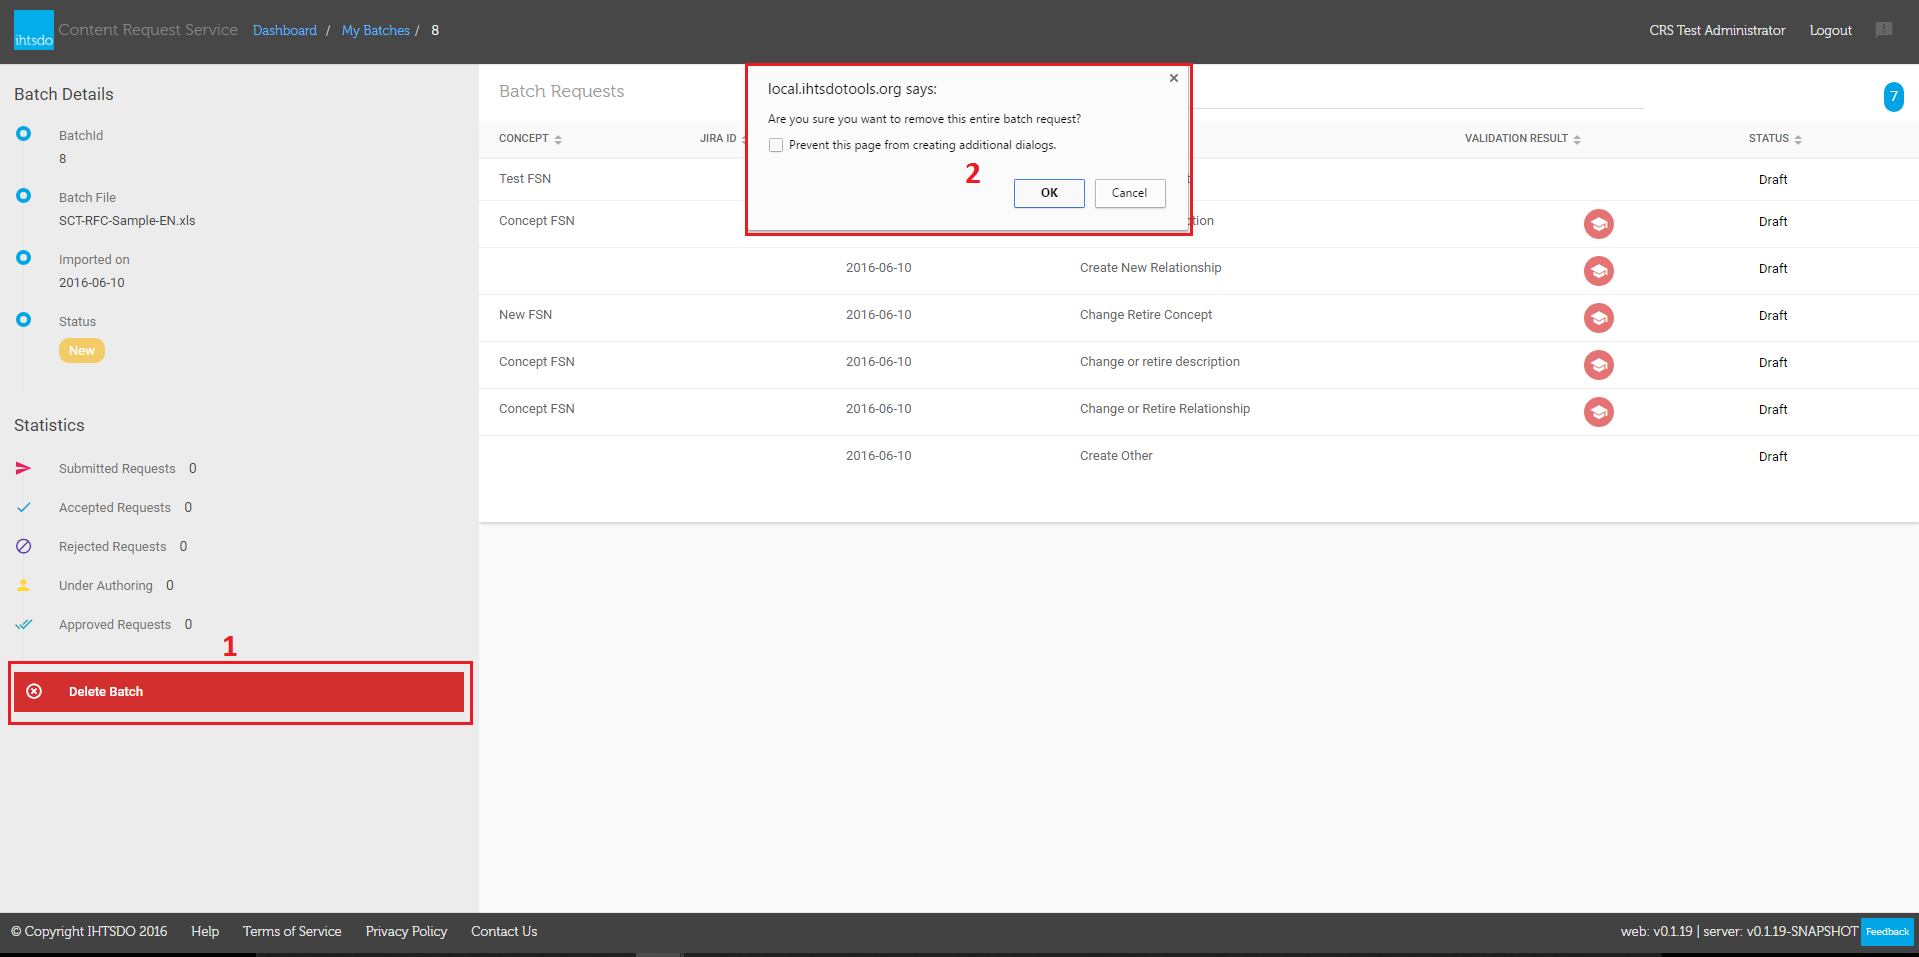 ihtsdo
Content Request Service Dashboard / My Batches / 8
CRS Test Administrator Logout
Batch Details
BatchId
8
Batch File
SCT-RFC-Sample-EN.xls
Imported on
2016-06-10
Status
New
Statistics
Submitted Requests 0
Accepted Requests 0
Rejected Requests 0
Under Authoring 0
Approved Requests 0
1
Delete Batch
Batch Requests
7
local.ihtsdotools.org says:
Are you sure you want to remove this entire batch request?
Prevent this page from creating additional dialogs.
2
OK Cancel
CONCEPT JIRA ID VALIDATION RESULT STATUS
Test FSN Draft
Concept FSN Draft
2016-06-10 Create New Relationship Draft
New FSN 2016-06-10 Change Retire Concept Draft
Concept FSN 2016-06-10 Change or retire description Draft
Concept FSN 2016-06-10 Change or Retire Relationship Draft
2016-06-10 Create Other Draft
© Copyright IHTSDO 2016 Help Terms of Service Privacy Policy Contact Us
web: v0.1.19 | server: v0.1.19-SNAPSHOT Feedback